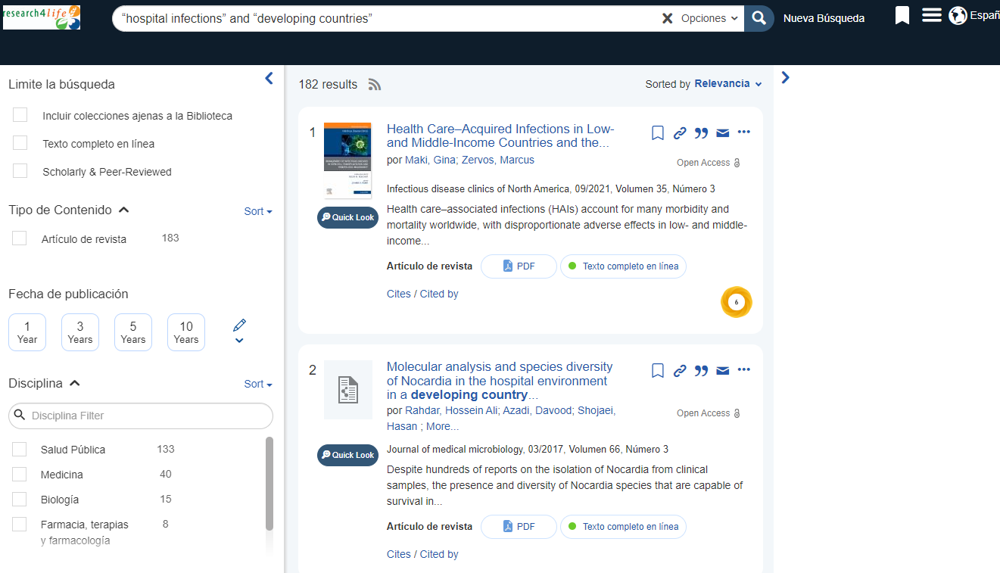 research4life
“hospital infections” and “developing countries”
Opciones
Nueva Búsqueda
Españ
Limite la búsqueda
Incluir colecciones ajenas a la Biblioteca
Texto completo en línea
Scholarly & Peer-Reviewed
Tipo de Contenido
Sort
Artículo de revista 183
Fecha de publicación
1 Year
3 Years
5 Years
10 Years
Disciplina
Sort
Disciplina Filter
Salud Pública 133
Medicina 40
Biología 15
Farmacia, terapias 8
y farmacología
182 results
Sorted by Relevancia
1
Health Care–Acquired Infections in Low-
and Middle-Income Countries and the...
por Maki, Gina; Zervos, Marcus
Open Access
Infectious disease clinics of North America, 09/2021, Volumen 35, Número 3
Quick Look
Health care–associated infections (HAIs) account for many morbidity and
mortality worldwide, with disproportionate adverse effects in low- and middle-
income...
Artículo de revista
PDF
Texto completo en línea
Cites / Cited by
6
2
Molecular analysis and species diversity
of Nocardia in the hospital environment
in a developing country...
por Rahdar, Hossein Ali; Azadi, Davood; Shojaei,
Hasan ; More...
Open Access
Quick Look
Journal of medical microbiology, 03/2017, Volumen 66, Número 3
Despite hundreds of reports on the isolation of Nocardia from clinical
samples, the presence and diversity of Nocardia species that are capable of
survival in...
Artículo de revista
PDF
Texto completo en línea
Cites / Cited by